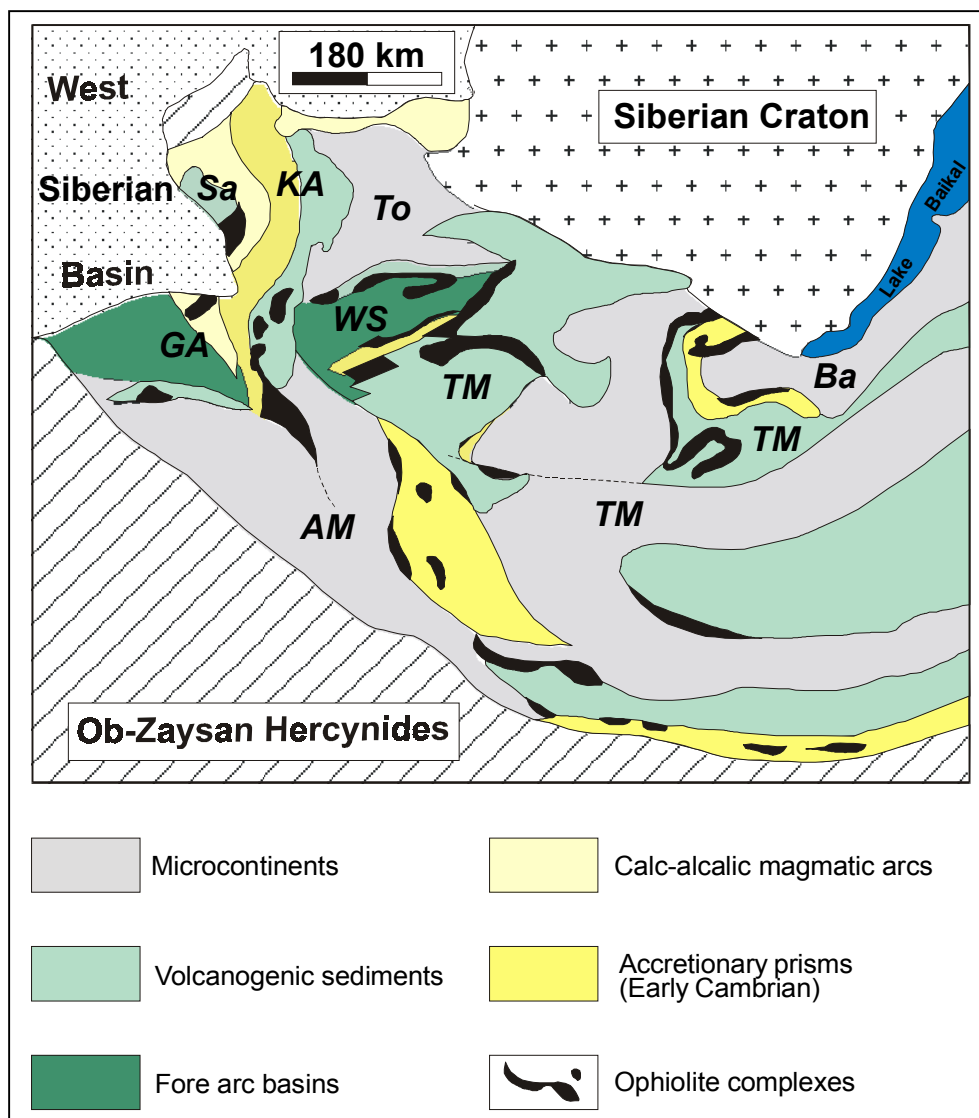 180 km
West
Siberian
Basin
Siberian Craton
Sa
KA
To
Lake Baikal
GA
WS
TM
Ba
TM
TM
AM
Ob-Zaysan Hercynides
Microcontinents
Calc-alcalic magmatic arcs
Volcanogenic sediments
Accretionary prisms
(Early Cambrian)
Fore arc basins
Ophiolite complexes